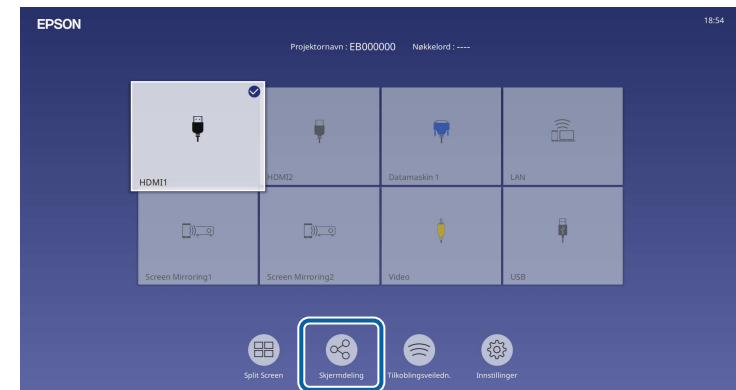 EPSON
18:54
Projektornavn : EB000000 Nøkkelord : ----
HDMI1
HDMI2
Datamaskin 1
LAN
Screen Mirroring1
Screen Mirroring2
Video
USB
Split Screen
Skjermdeling
Tilkoblingsveiledn.
Innstillinger